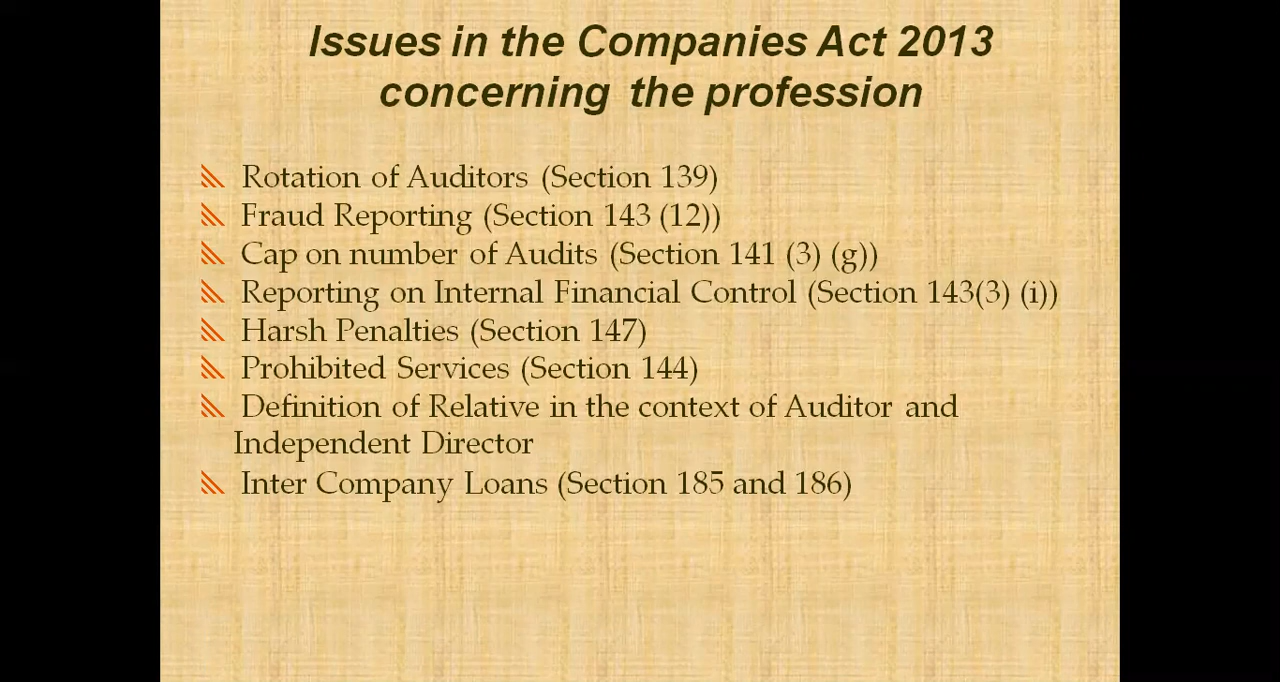 Issues in the Companies Act 2013
concerning the profession
Rotation of Auditors (Section 139)
Fraud Reporting (Section 143 (12))
Cap on number of Audits (Section 141 (3) (g))
Reporting on Internal Financial Control (Section 143(3) (i))
Harsh Penalties (Section 147)
Prohibited Services (Section 144)
Definition of Relative in the context of Auditor and
Independent Director
Inter Company Loans (Section 185 and 186)